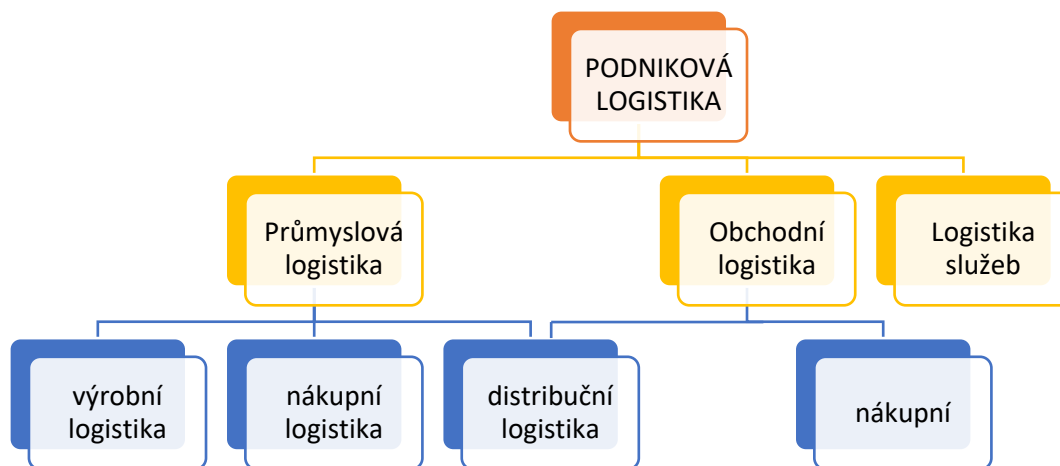 PODNIKOVÁ
LOGISTIKA
Průmyslová
logistika
Obchodní
logistika
Logistika
služeb
výrobní
logistika
nákupní
logistika
distribuční
logistika
nákupní